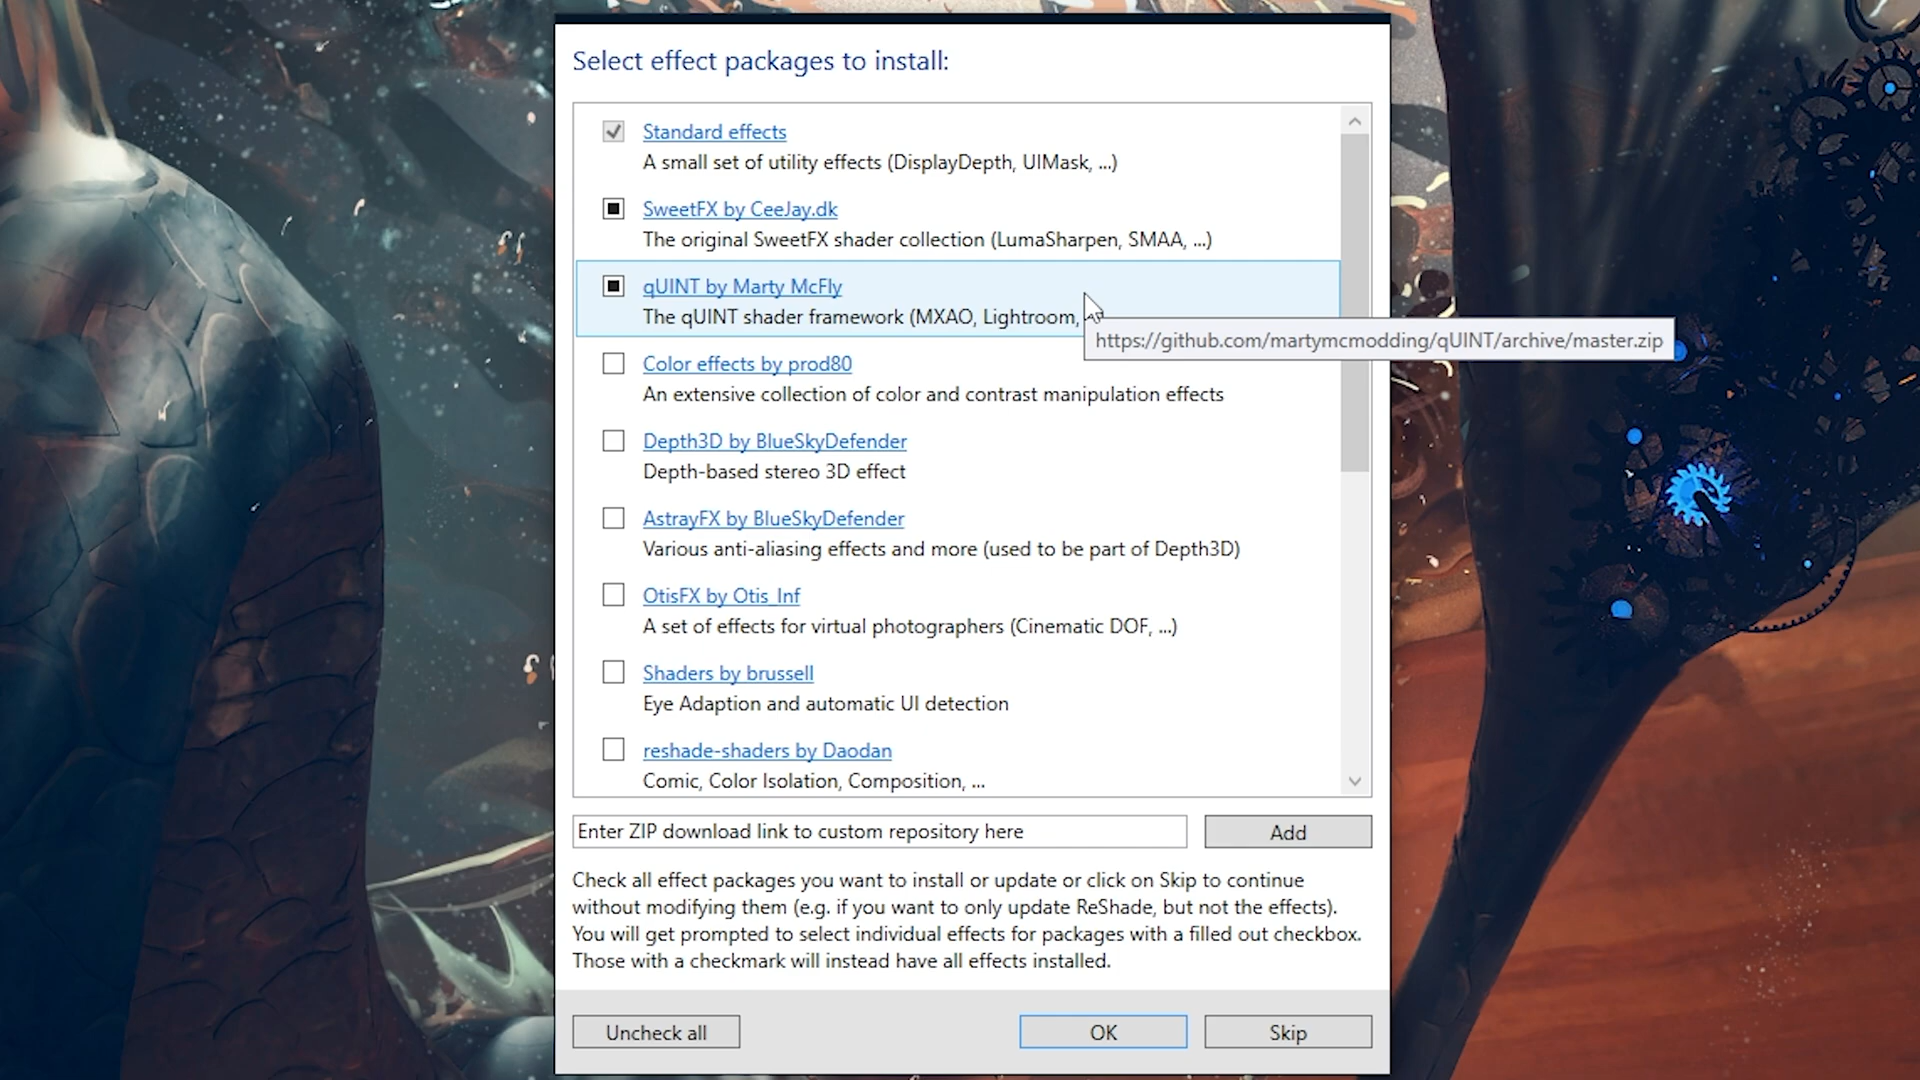 Select effect packages to install:
Standard effects
A small set of utility effects (DisplayDepth, UIMask, ...)
SweetFX by CeeJay.dk
The original SweetFX shader collection (LumaSharpen, SMAA, ...)
qUINT by Marty McFly
The qUINT shader framework (MXAO, Lightroom,
https://github.com/martymcmodding/qUINT/archive/master.zip
Color effects by prod80
An extensive collection of color and contrast manipulation effects
Depth3D by BlueSkyDefender
Depth-based stereo 3D effect
AstrayFX by BlueSkyDefender
Various anti-aliasing effects and more (used to be part of Depth3D)
OtisFX by Otis_Inf
A set of effects for virtual photographers (Cinematic DOF, ...)
Shaders by brussell
Eye Adaption and automatic UI detection
reshade-shaders by Daodan
Comic, Color Isolation, Composition, ...
Enter ZIP download link to custom repository here
Add
Check all effect packages you want to install or update or click on Skip to continue
without modifying them (e.g. if you want to only update ReShade, but not the effects).
You will get prompted to select individual effects for packages with a filled out checkbox.
Those with a checkmark will instead have all effects installed.
Uncheck all
OK
Skip